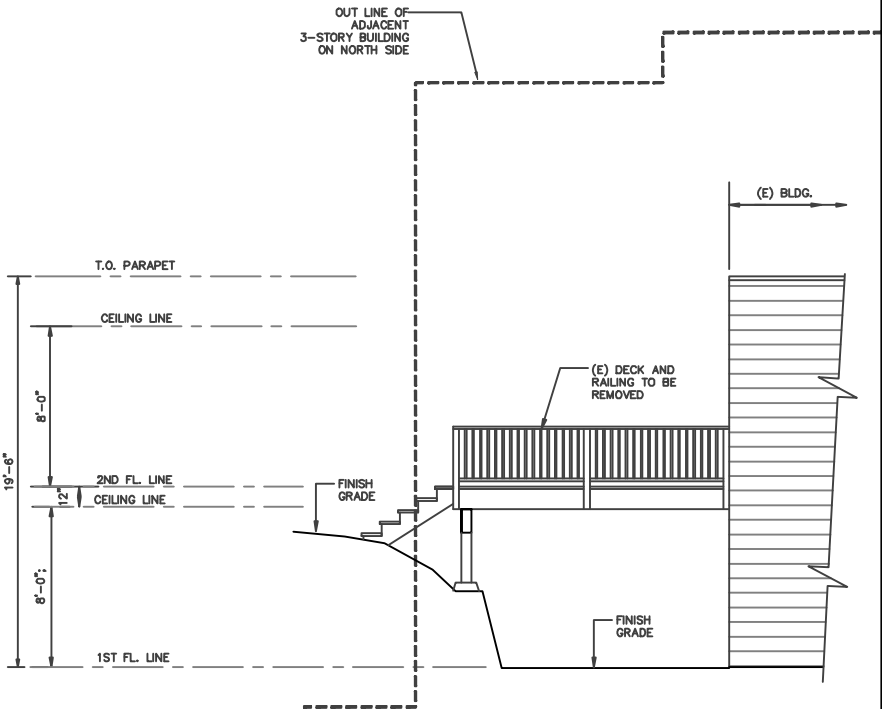 OUT LINE OF
ADJACENT
3-STORY BUILDING
ON NORTH SIDE
(E) BLDG.
T.O. PARAPET
CEILING LINE
(E) DECK AND
RAILING TO BE
REMOVED
8'-0"
19'-6"
2ND FL. LINE
12"
CEILING LINE
FINISH
GRADE
8'-0";
FINISH
GRADE
1ST FL. LINE